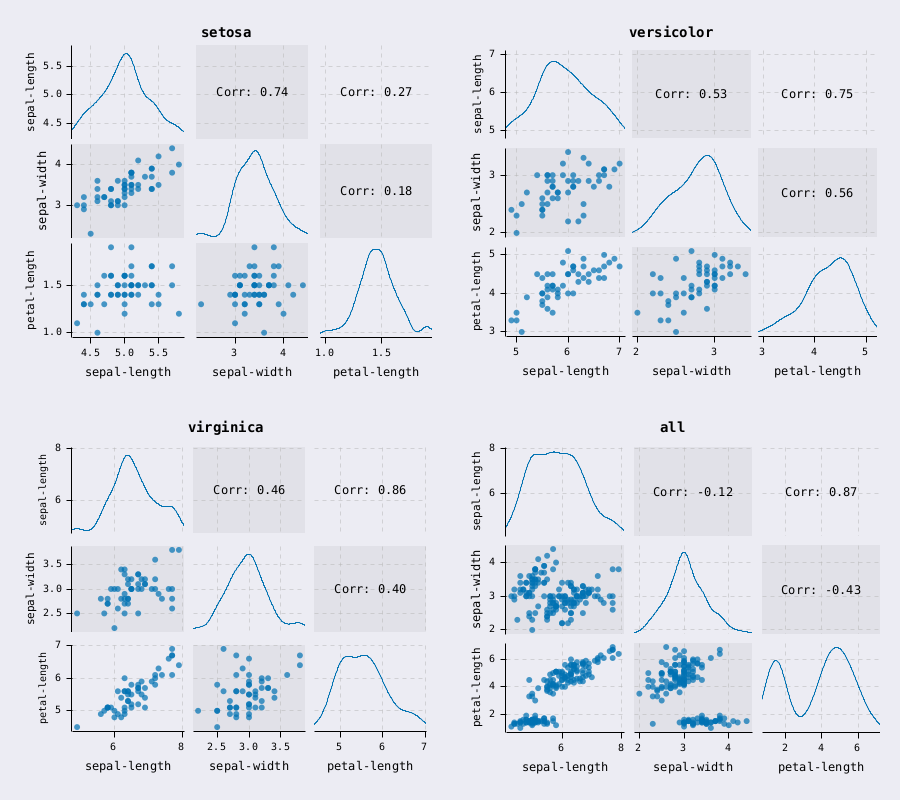 setosa
sepal-length
5.5
5.0
4.5
Corr: 0.74
Corr: 0.27
sepal-width
4
3
Corr: 0.18
petal-length
1.5
1.0
4.5 5.0 5.5
3 4
1.0 1.5
sepal-length sepal-width petal-length
versicolor
sepal-length
7
6
5
Corr: 0.53
Corr: 0.75
sepal-width
3
2
Corr: 0.56
petal-length
5
4
3
5 6 7
2 3
3 4 5
sepal-length sepal-width petal-length
virginica
sepal-length
8
6
Corr: 0.46
Corr: 0.86
sepal-width
3.5
3.0
2.5
Corr: 0.40
petal-length
7
6
5
6 8
2.5 3.0 3.5
5 6 7
sepal-length sepal-width petal-length
all
sepal-length
8
6
Corr: -0.12
Corr: 0.87
sepal-width
4
3
2
Corr: -0.43
petal-length
6
4
2
6 8
2 3 4
2 4 6
sepal-length sepal-width petal-length